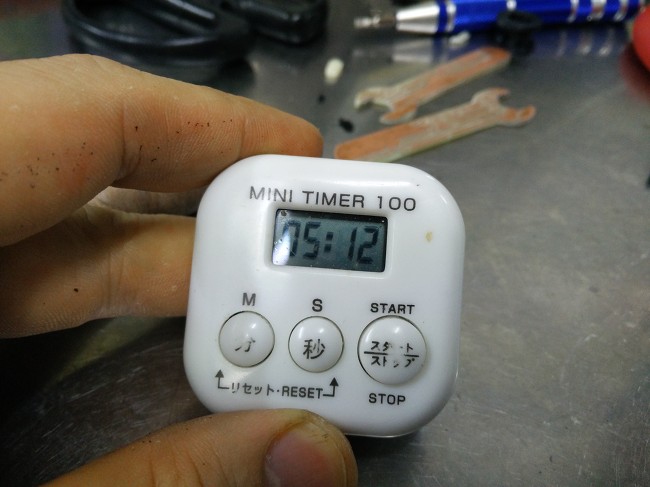 MINI TIMER 100
05:12
M S START
分 秒 スタート
ストップ
リセット・RESET
STOP